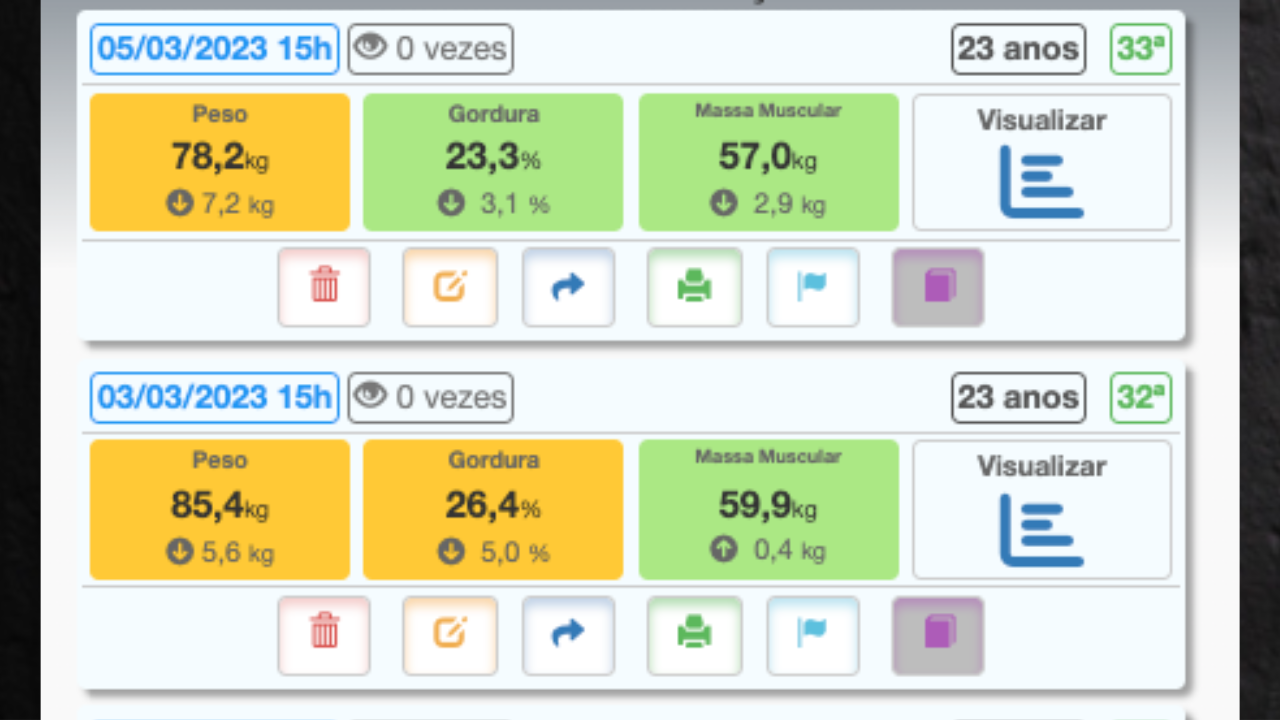 05/03/2023 15h 0 vezes 23 anos 33ª
Peso Gordura Massa Muscular Visualizar
78,2kg 23,3% 57,0kg
7,2 kg 3,1 % 2,9 kg
03/03/2023 15h 0 vezes 23 anos 32ª
Peso Gordura Massa Muscular Visualizar
85,4kg 26,4% 59,9kg
5,6 kg 5,0 % 0,4 kg